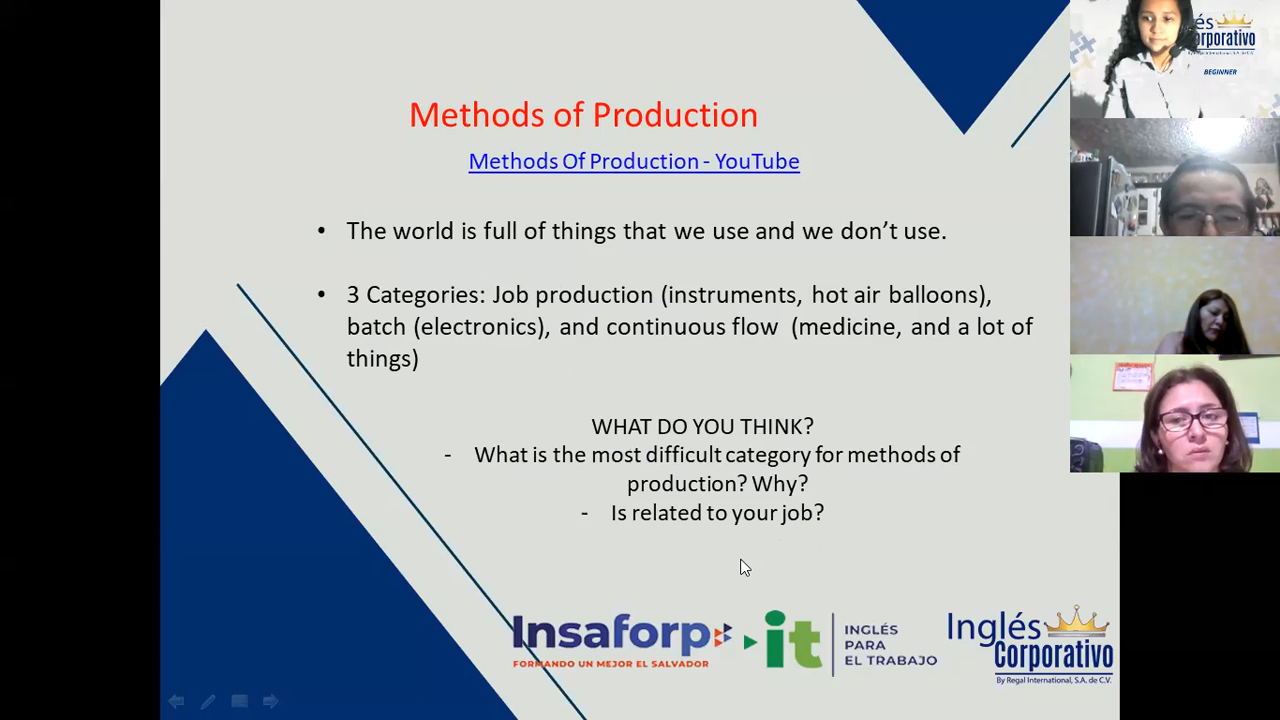 Methods of Production
Methods Of Production - YouTube
• The world is full of things that we use and we don't use.
• 3 Categories: Job production (instruments, hot air balloons),
batch (electronics), and continuous flow (medicine, and a lot of
things)
WHAT DO YOU THINK?
- What is the most difficult category for methods of
production? Why?
- Is related to your job?
Insaforp
FORMANDO UN MEJOR EL SALVADOR
it
INGLÉS
PARA
EL TRABAJO
Inglés
Corporativo
By Regal International, S.A. de C.V.
és
orporativo
BEGINNER